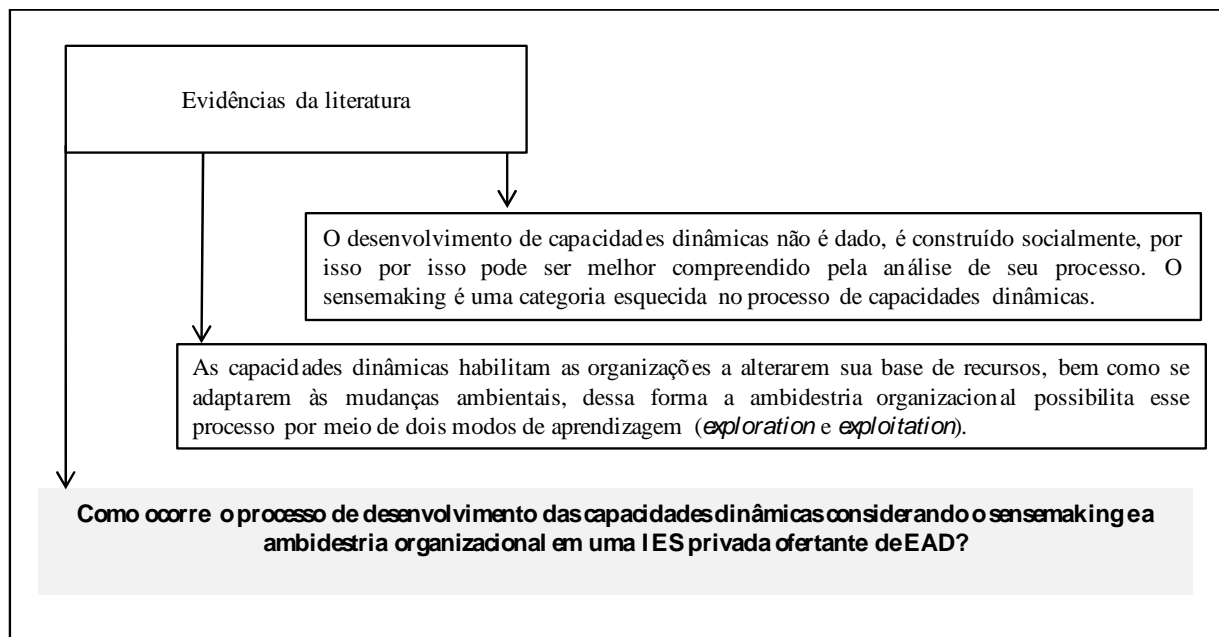 Evidências da literatura
O desenvolvimento de capacidades dinâmicas não é dado, é construído socialmente, por
isso por isso pode ser melhor compreendido pela análise de seu processo. O
sensemaking é uma categoria esquecida no processo de capacidades dinâmicas.
As capacidades dinâmicas habilitam as organizações a alterarem sua base de recursos, bem como se
adaptarem às mudanças ambientais, dessa forma a ambidestria organizacional possibilita esse
processo por meio de dois modos de aprendizagem (exploration e exploitation).
Como ocorre o processo de desenvolvimento das capacidades dinâmicas considerando o sensemaking e a
ambidestria organizacional em uma IES privada ofertante de EAD?